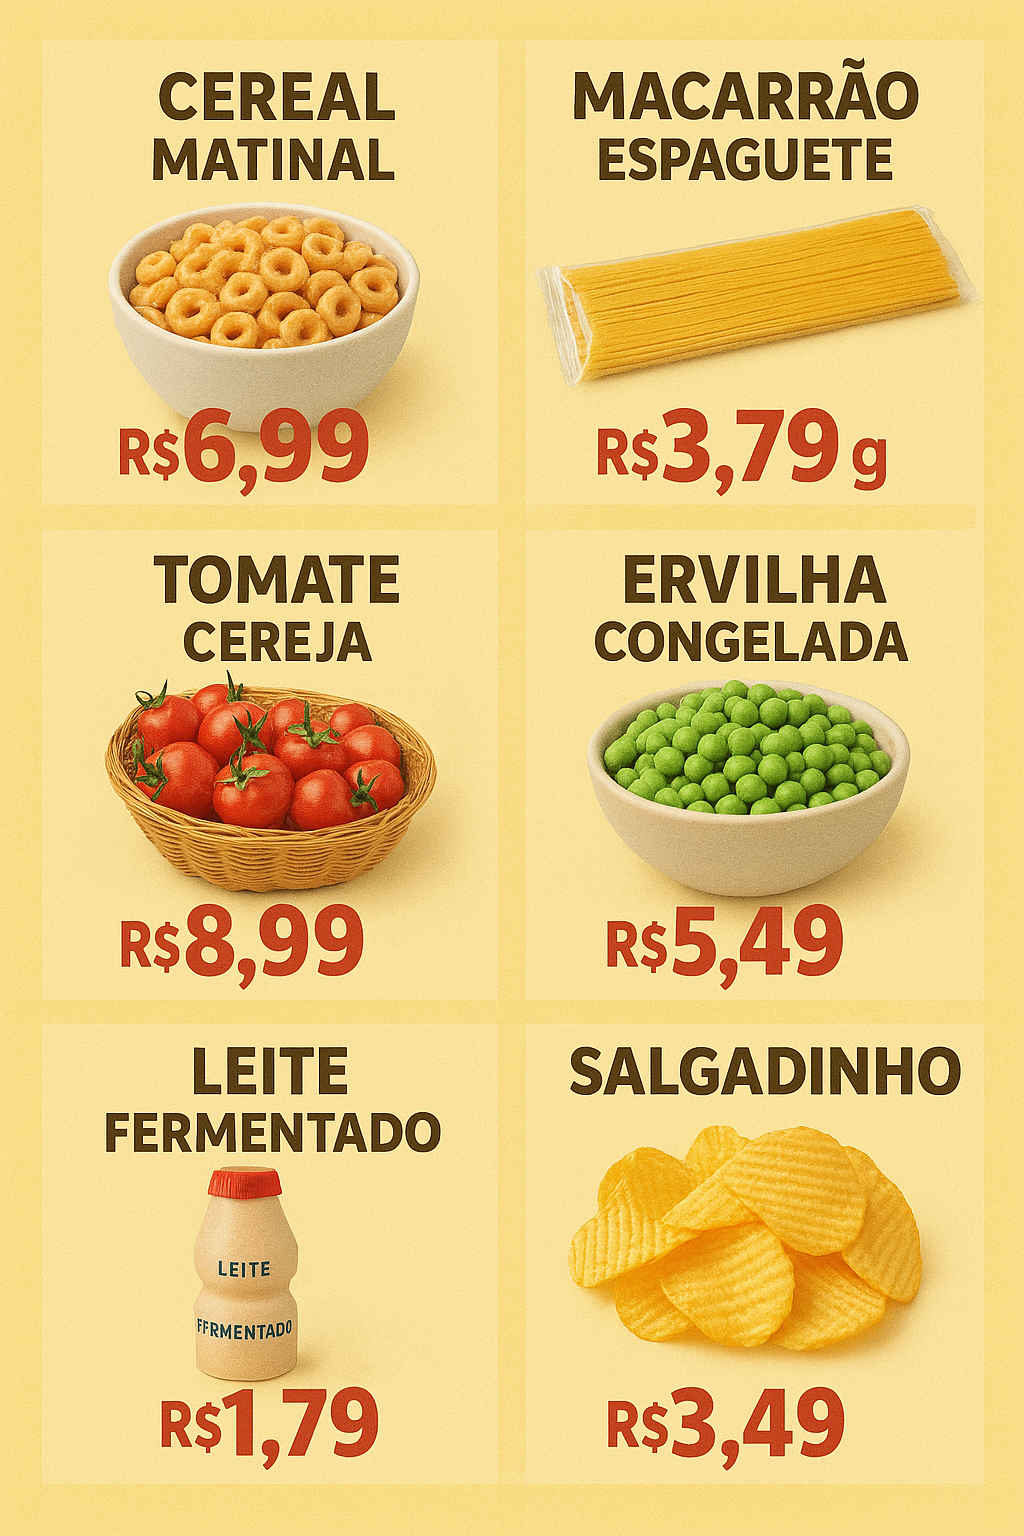 CEREAL
MATINAL
R$6,99
MACARRÃO
ESPAGUETE
R$3,79 g
TOMATE
CEREJA
R$8,99
ERVILHA
CONGELADA
R$5,49
LEITE
FERMENTADO
LEITE
FFRMENTADO
R$1,79
SALGADINHO
R$3,49